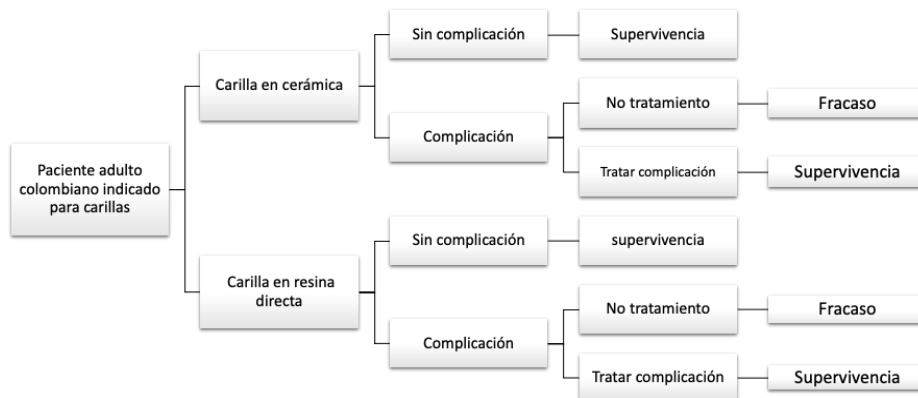 Sin complicación
Supervivencia
Carilla en cerámica
No tratamiento
Fracaso
Complicación
Tratar complicación
Supervivencia
Paciente adulto
colombiano indicado
para carillas
Sin complicación
supervivencia
Carilla en resina
directa
No tratamiento
Fracaso
Complicación
Tratar complicación
Supervivencia